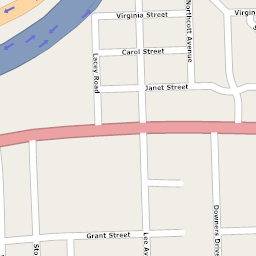 Virginia Street
Northcott Avenue
Carol Street
Lacey Road
Janet Street
Grant Street
Downers Drive